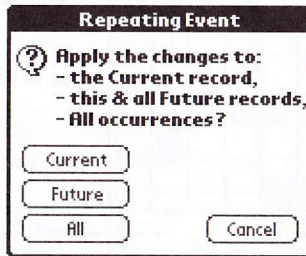 Repeating Event
Apply the changes to:
- the Current record,
- this & all Future records,
- All occurrences?
Current
Future
All
Cancel